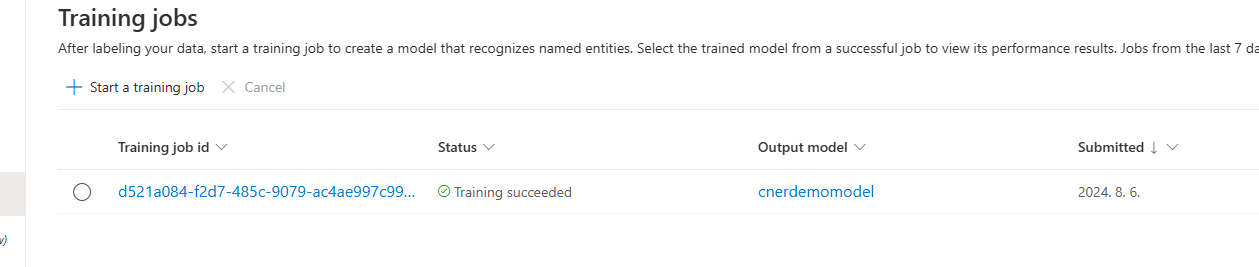 Training jobs
After labeling your data, start a training job to create a model that recognizes named entities. Select the trained model from a successful job to view its performance results. Jobs from the last 7
Start a training job Cancel
Training job id Status Output model Submitted
d521a084-f2d7-485c-9079-ac4ae997c99... Training succeeded cnerdemomodel 2024. 8. 6.